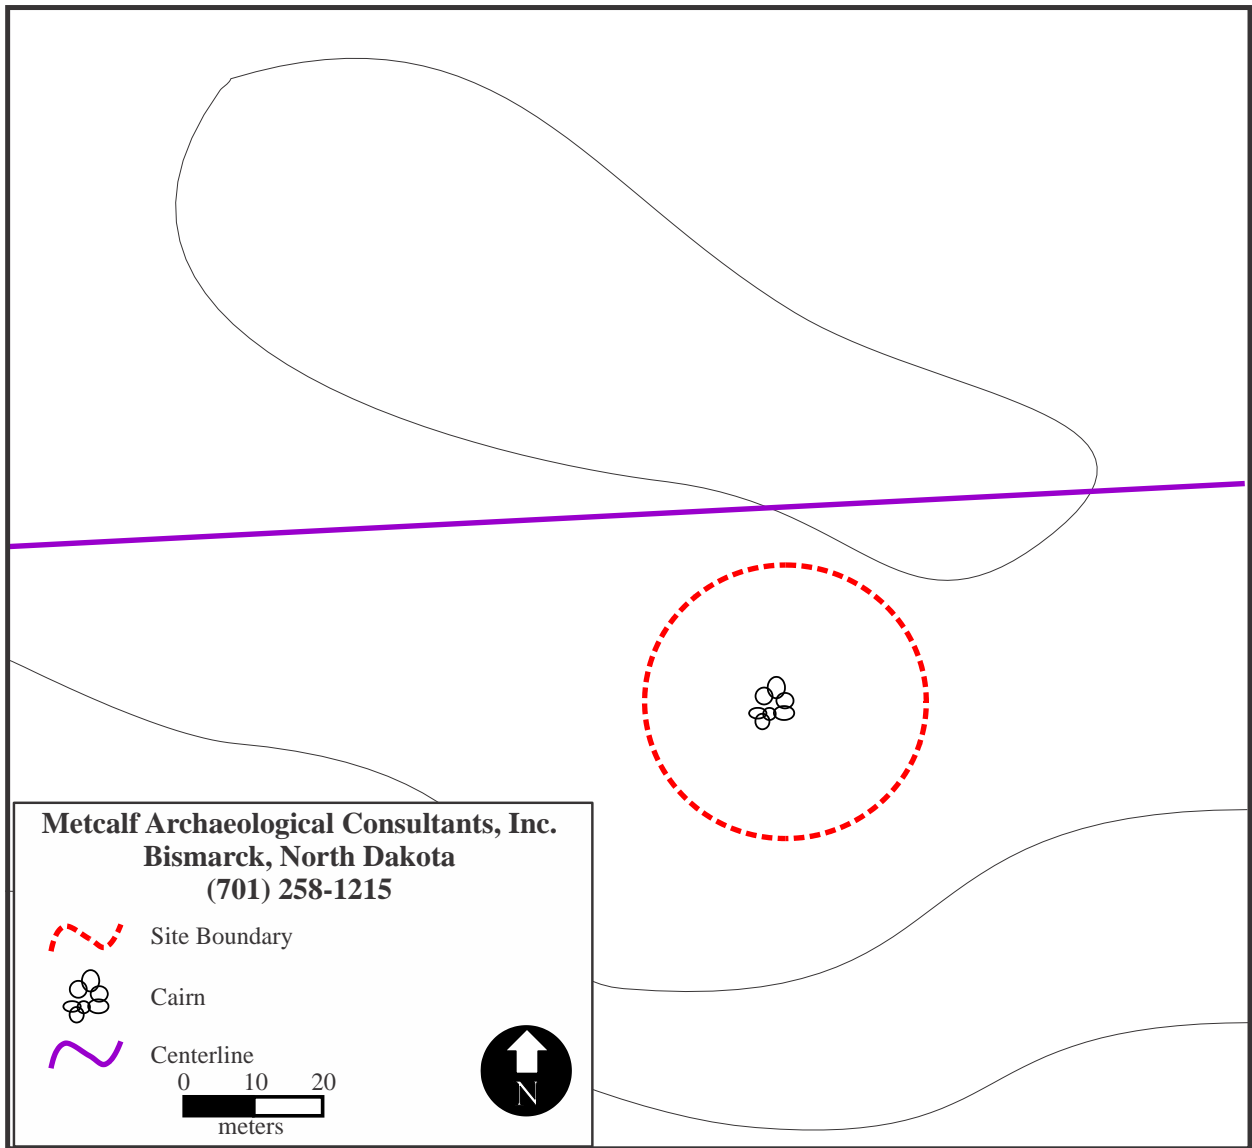 Metcalf Archaeological Consultants, Inc.
Bismarck, North Dakota
(701) 258-1215
Site Boundary
Cairn
Centerline
0 10 20
meters
N